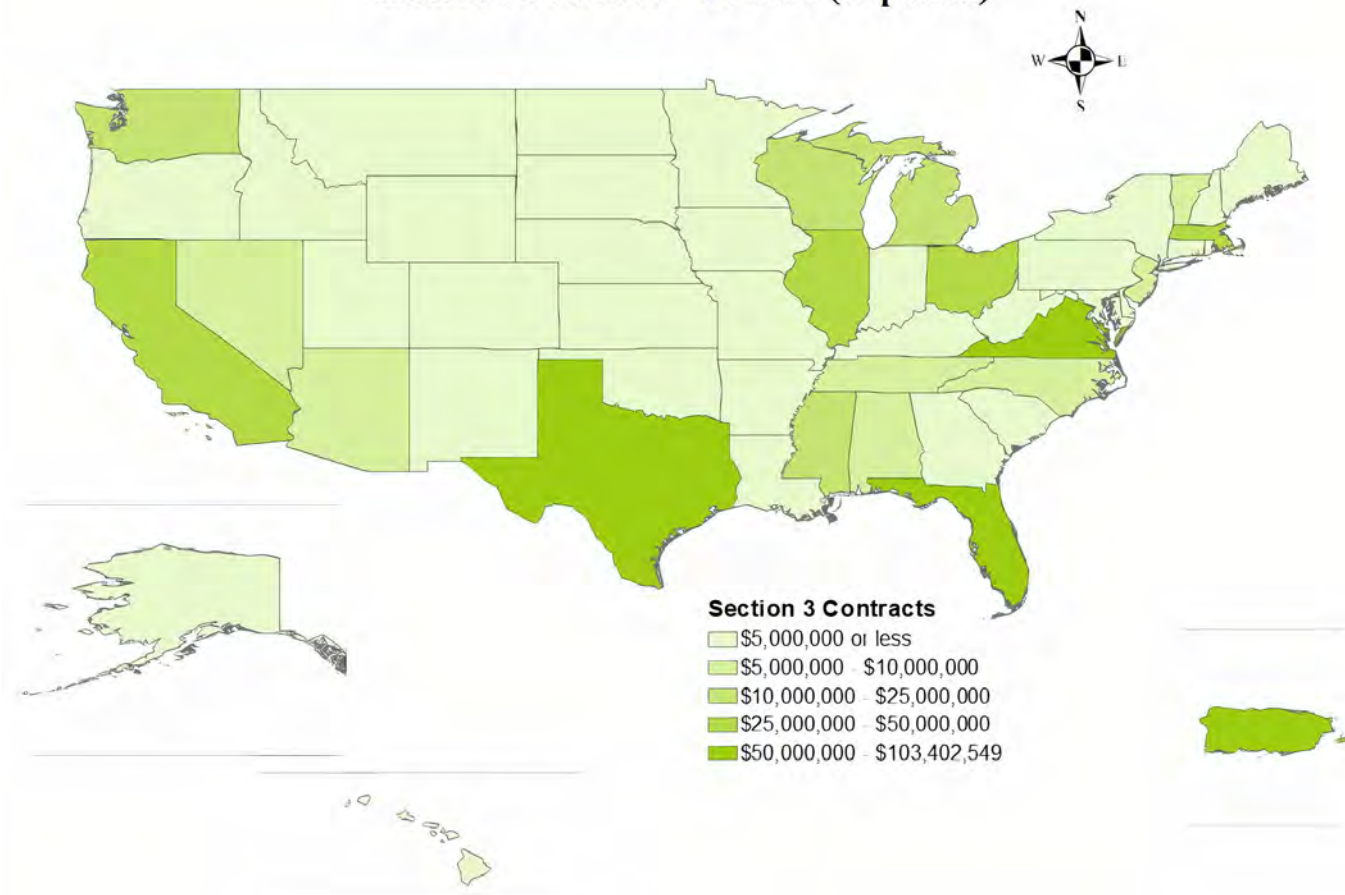 N
W E
S
Section 3 Contracts
$5,000,000 or less
$5,000,000 - $10,000,000
$10,000,000 - $25,000,000
$25,000,000 - $50,000,000
$50,000,000 - $103,402,549